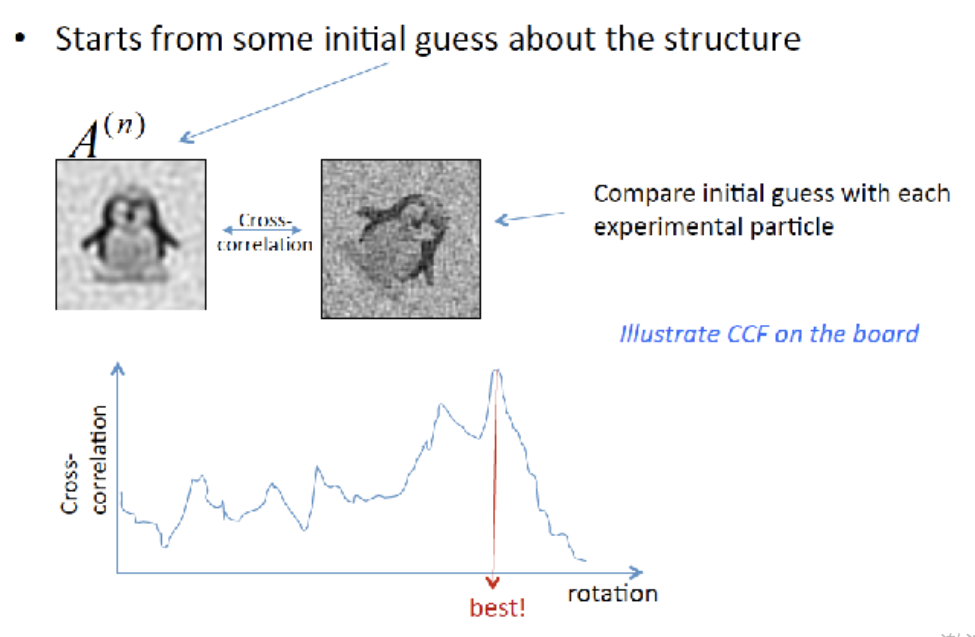 • Starts from some initial guess about the structure
A(n)
Cross-
correlation
Compare initial guess with each
experimental particle
Illustrate CCF on the board
Cross-
correlation
rotation
best!